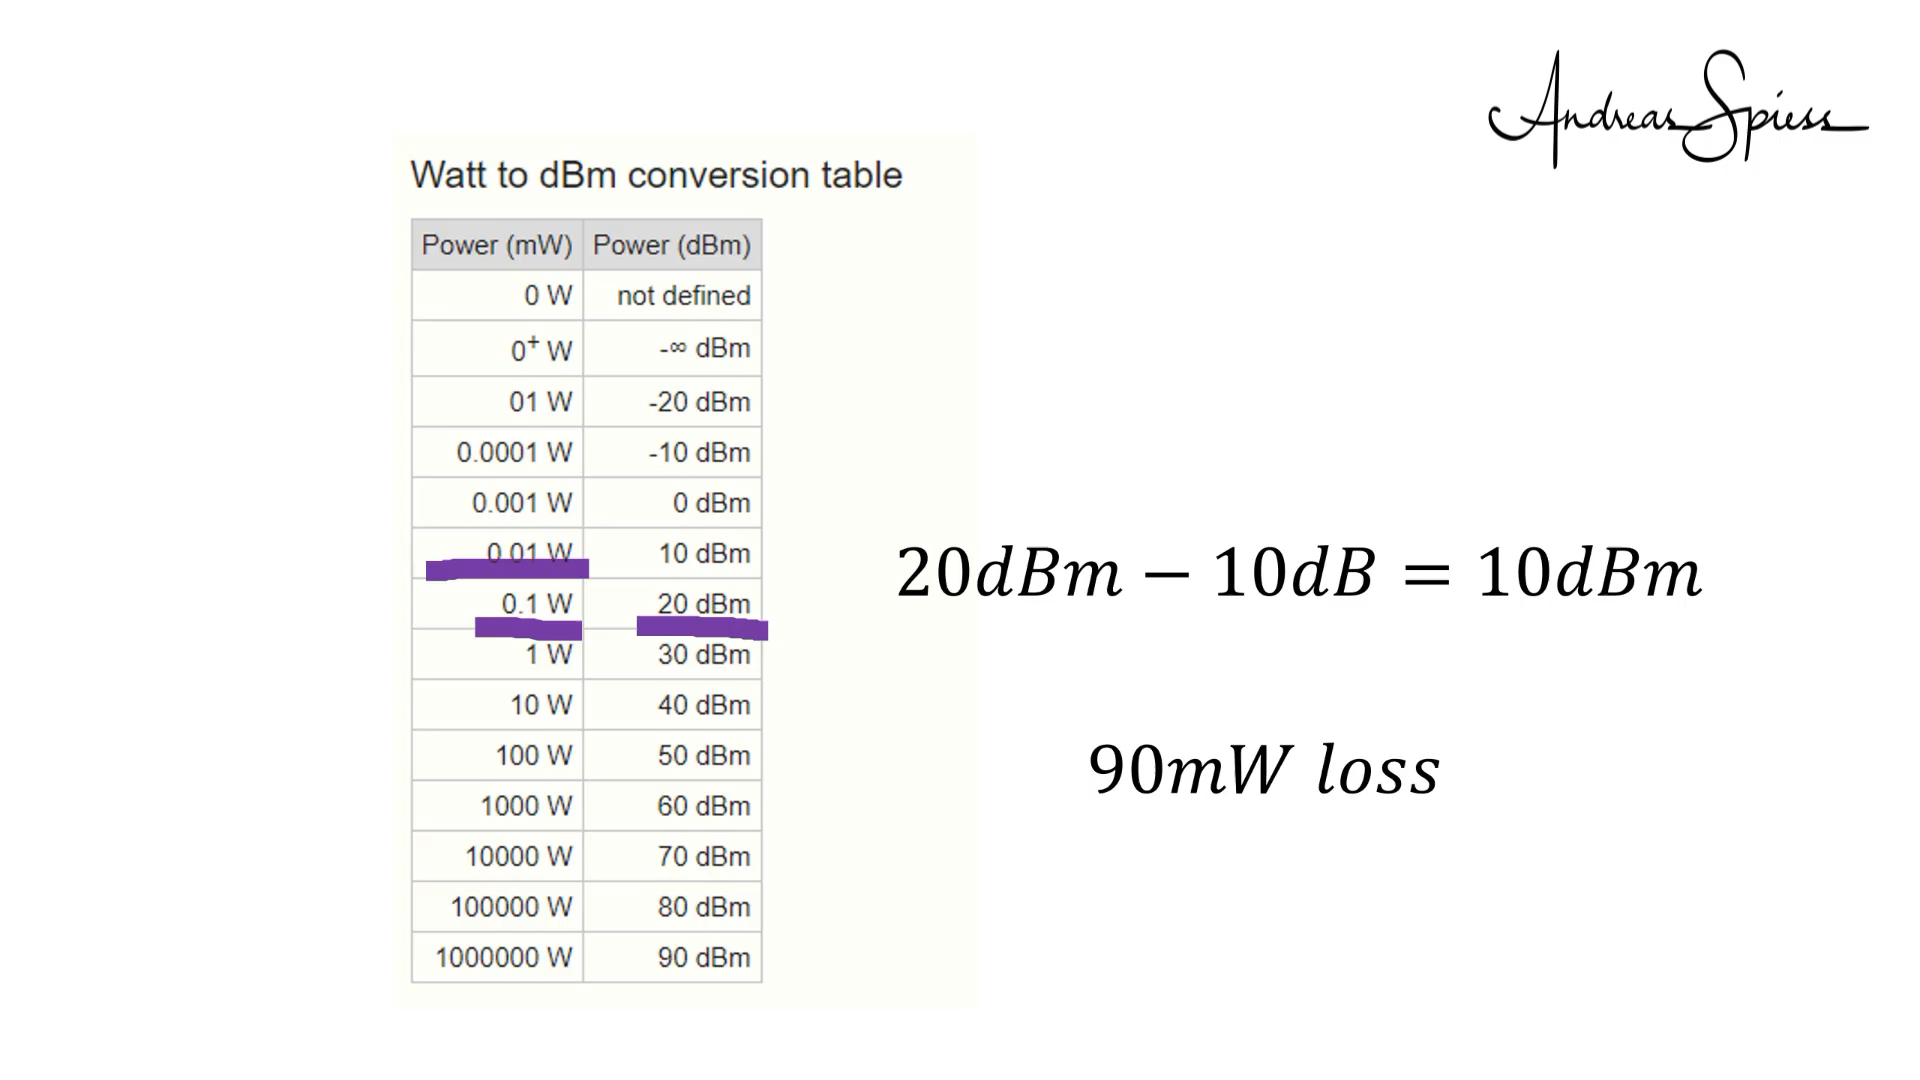 Andreas Spiess
Watt to dBm conversion table
Power (mW) Power (dBm)
0 W not defined
0⁺ W -∞ dBm
01 W -20 dBm
0.0001 W -10 dBm
0.001 W 0 dBm
0.01 W 10 dBm
0.1 W 20 dBm
1 W 30 dBm
10 W 40 dBm
100 W 50 dBm
1000 W 60 dBm
10000 W 70 dBm
100000 W 80 dBm
1000000 W 90 dBm
20dBm − 10dB = 10dBm
90mW loss